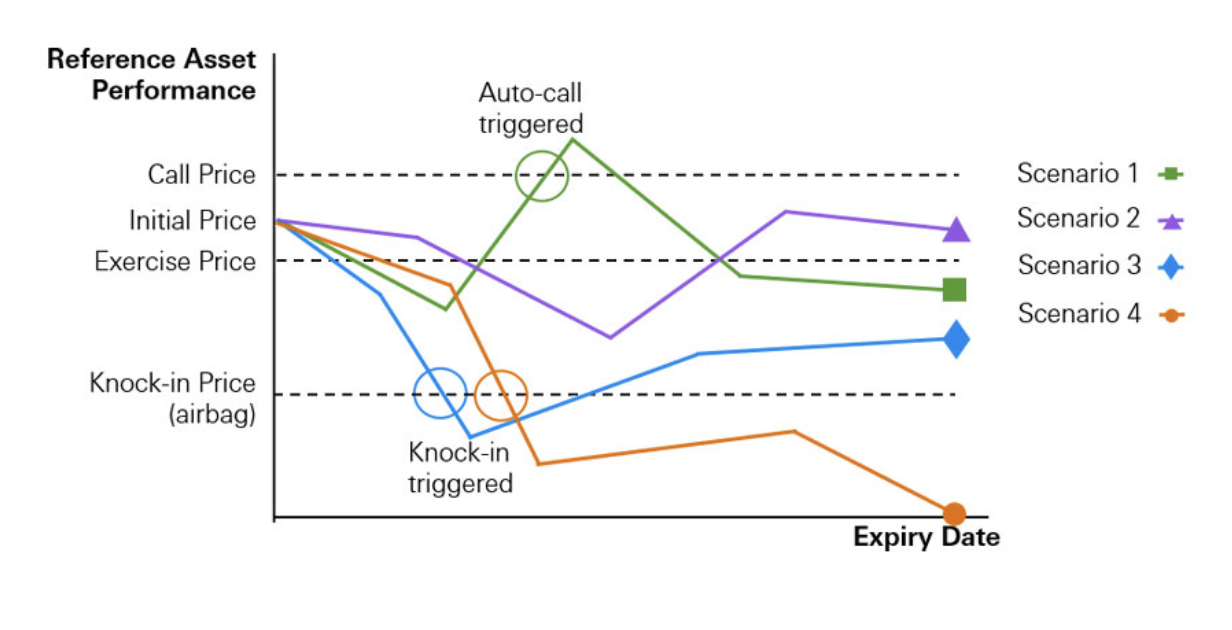 Reference Asset
Performance
Auto-call
triggered
Call Price
Initial Price
Exercise Price
Knock-in Price
(airbag)
Knock-in
triggered
Expiry Date
Scenario 1
Scenario 2
Scenario 3
Scenario 4